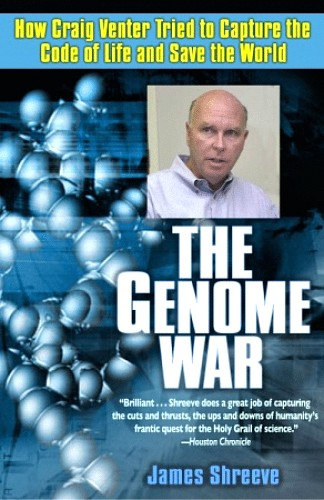 How Craig Venter Tried to Capture the
Code of Life and Save the World
THE
GENOME
WAR
"Brilliant . . . Shreeve does a great job of capturing
the cuts and thrusts, the ups and downs of humanity's
frantic quest for the Holy Grail of science."
—Houston Chronicle
James Shreeve